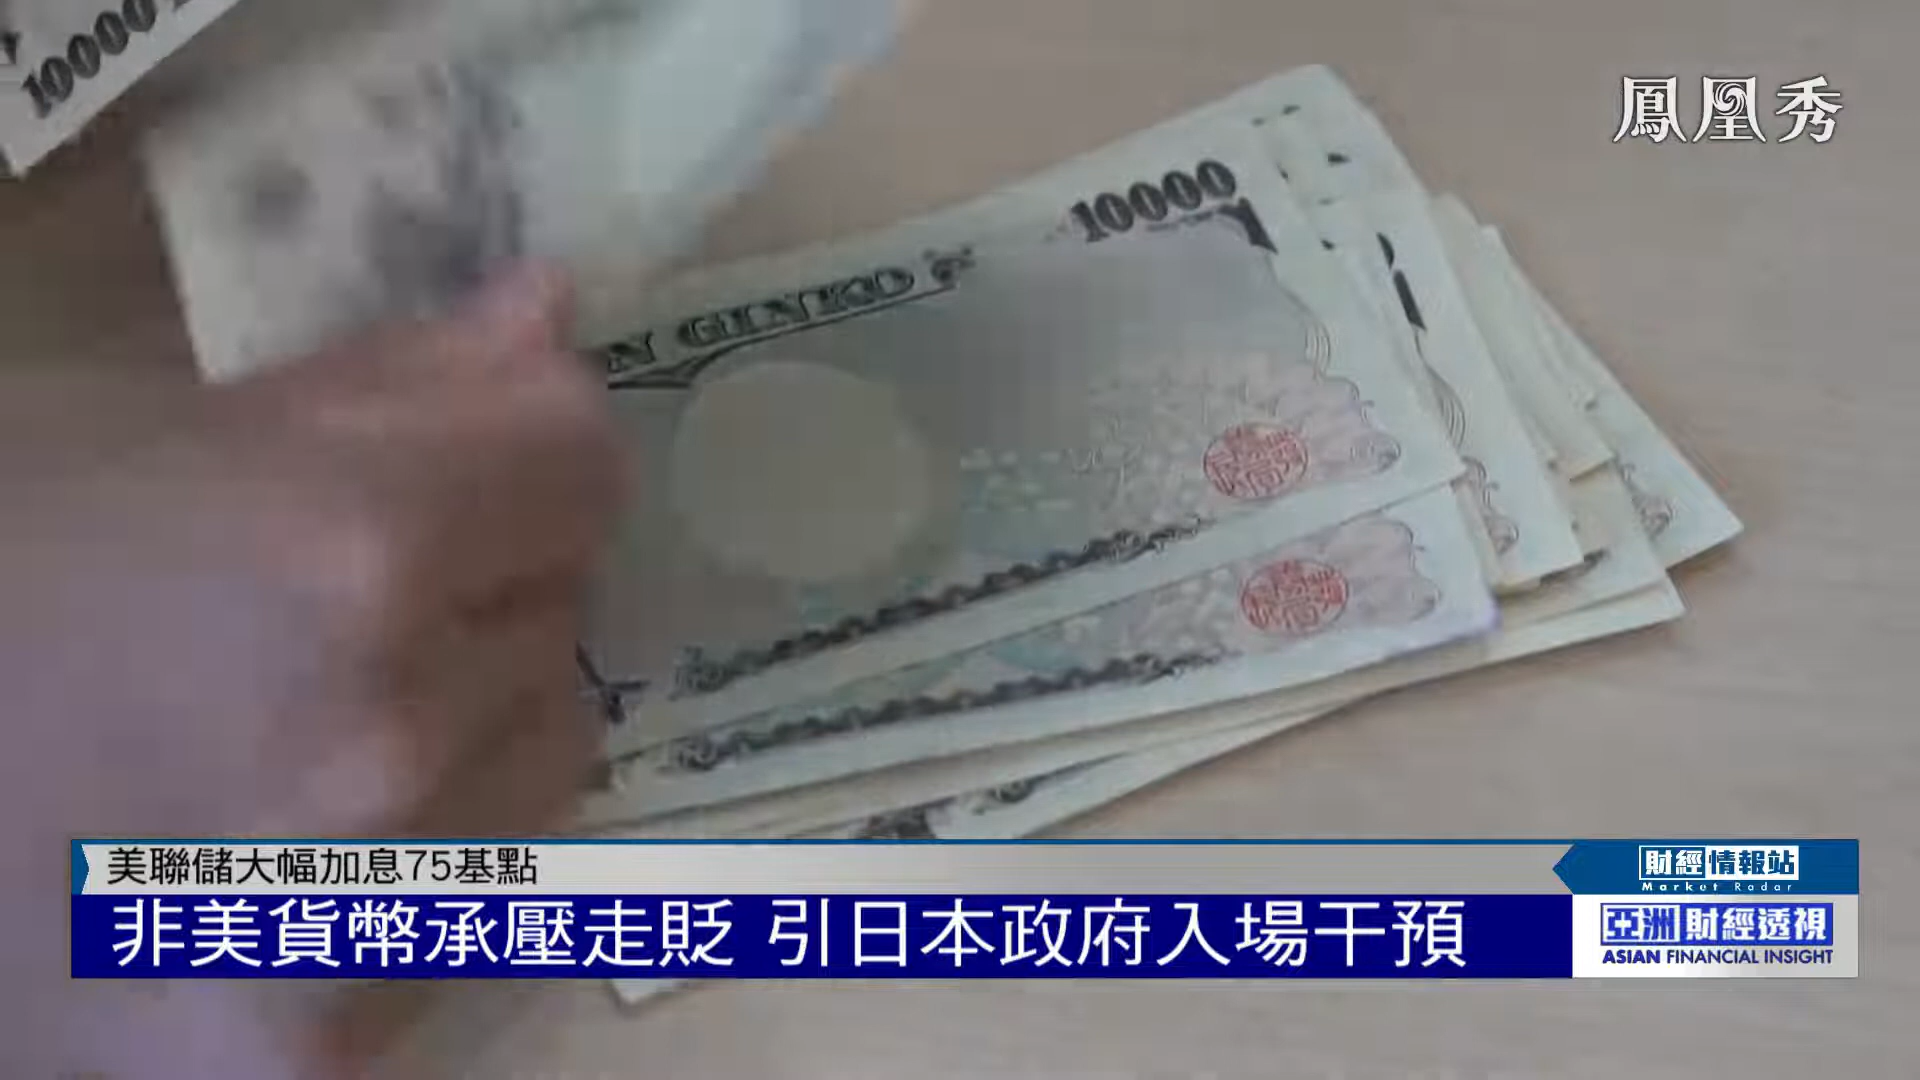 10000
鳳凰秀
10000
N GINKO
美聯儲大幅加息75基點
財經情報站
Market Radar
非美貨幣承壓走貶 引日本政府入場干預
亞洲財經透視
ASIAN FINANCIAL INSIGHT